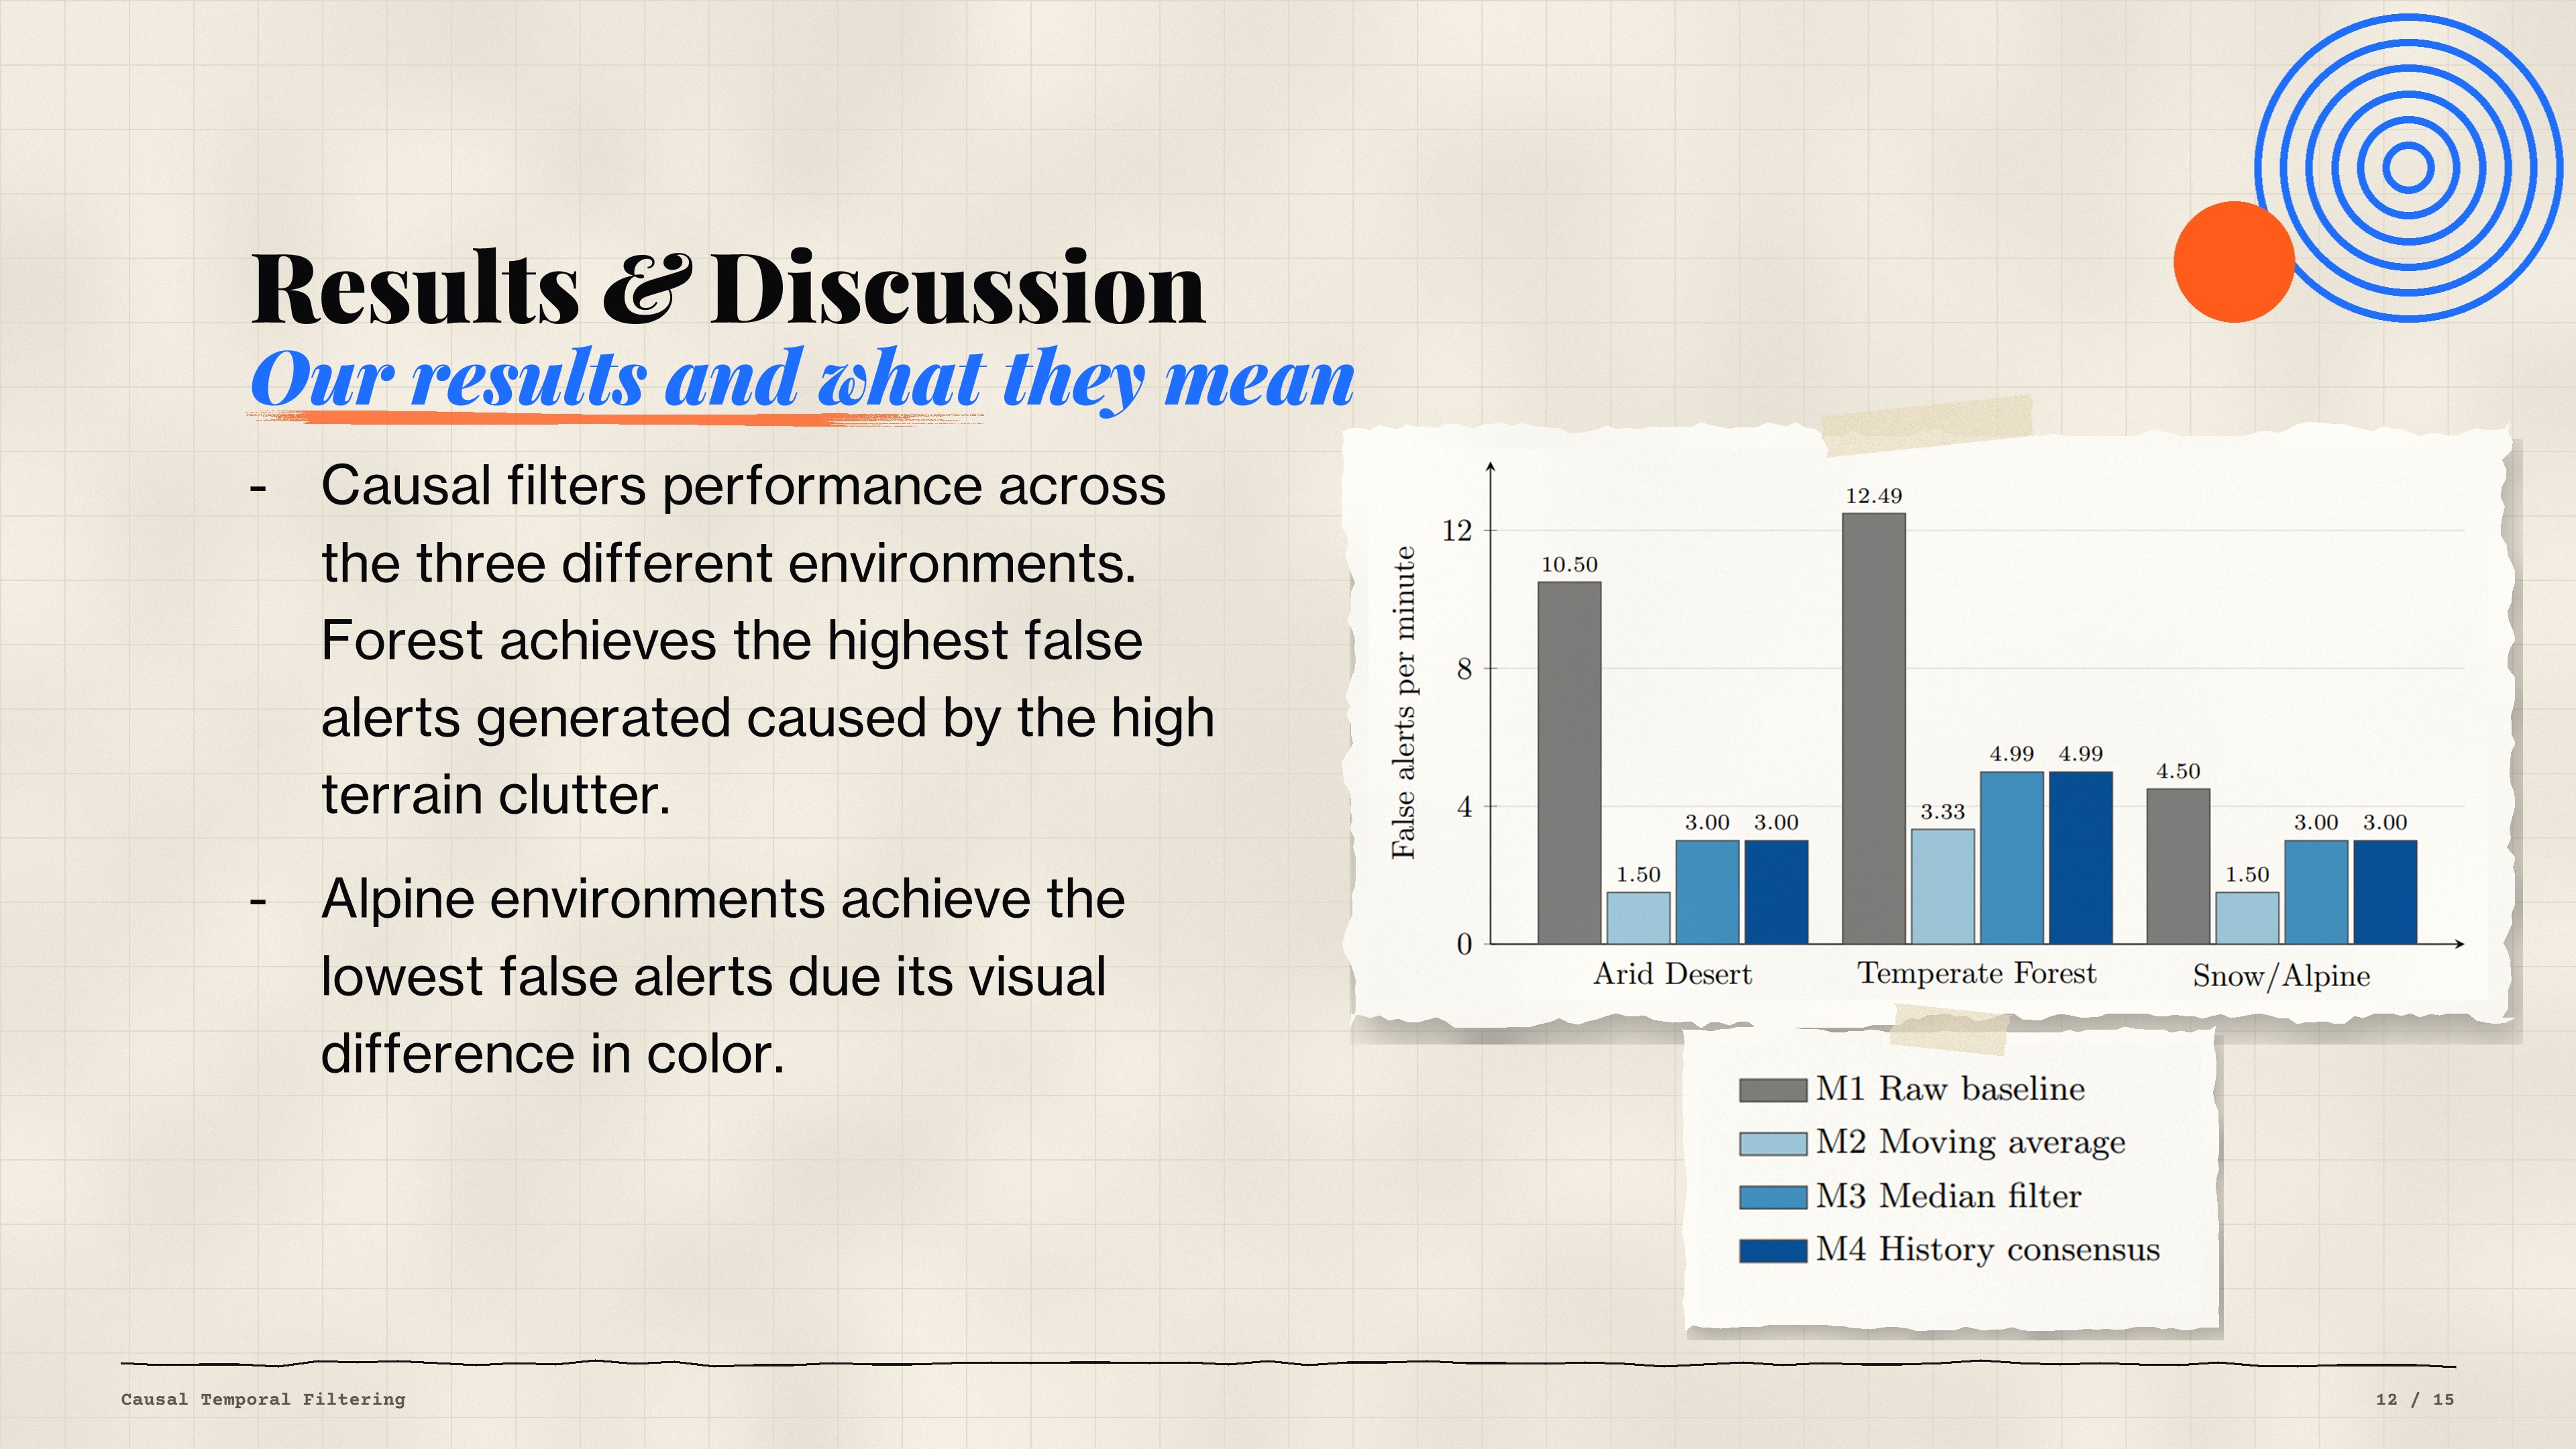 Results & Discussion
Our results and what they mean
- Causal filters performance across
the three different environments.
Forest achieves the highest false
alerts generated caused by the high
terrain clutter.
- Alpine environments achieve the
lowest false alerts due its visual
difference in color.
False alerts per minute
12
8
4
0
10.50
1.50
3.00
3.00
12.49
3.33
4.99
4.99
4.50
1.50
3.00
3.00
Arid Desert
Temperate Forest
Snow/Alpine
M1 Raw baseline
M2 Moving average
M3 Median filter
M4 History consensus
Causal Temporal Filtering
12 / 15